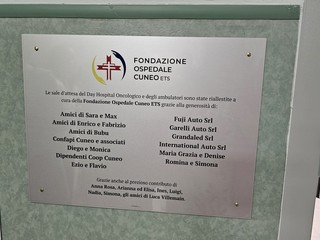 FONDAZIONE
OSPEDALE
CUNEO ETS
Le sale d'attesa del Day Hospital Oncologico e degli ambulatori sono state riallestite a
cura della Fondazione Ospedale Cuneo ETS grazie alla generosità di:
Amici di Sara e Max
Amici di Enrico e Fabrizio
Amici di Bubu
Confapi Cuneo e associati
Diego e Monica
Dipendenti Coop Cuneo
Ezio e Flavio
Fuji Auto Srl
Garelli Auto Srl
Grandaled Srl
International Auto Srl
Maria Grazia e Denise
Romina e Simona
Grazie anche al prezioso contributo di
Anna Rosa, Arianna ed Elisa, Ines, Luigi,
Nadia, Simona, gli amici di Luca Villemain.